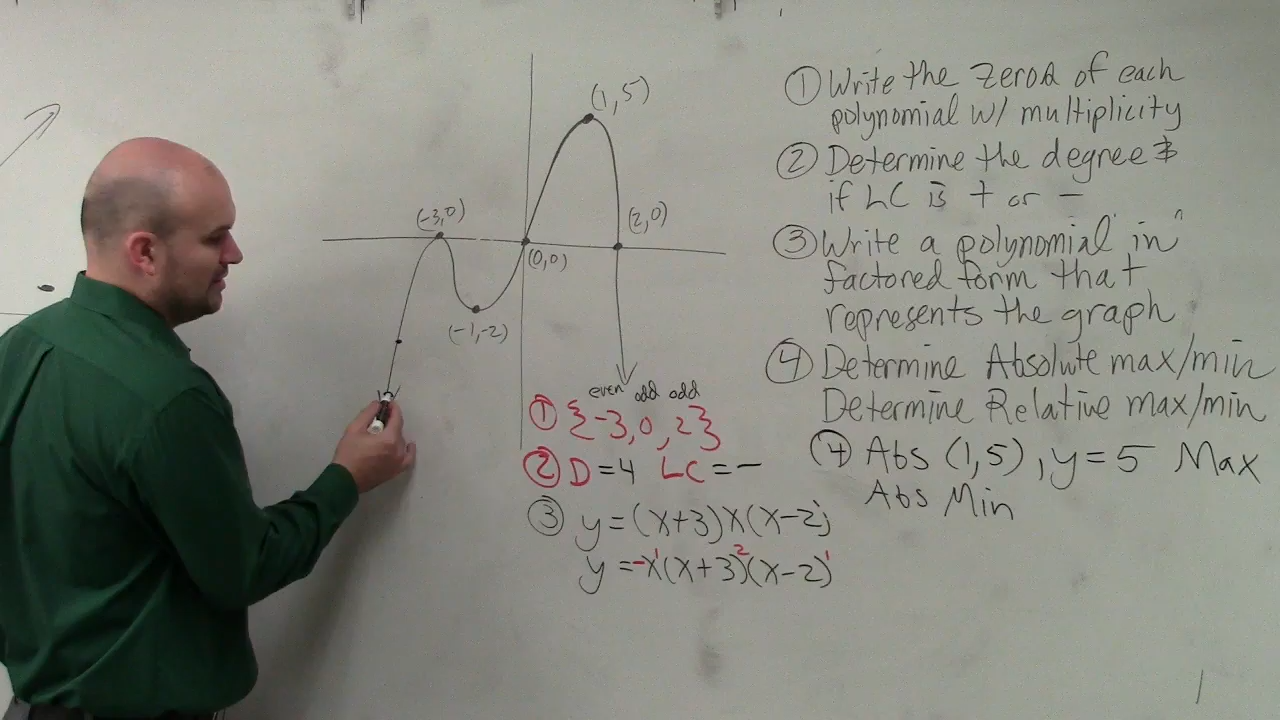 (1,5)
(-3,0)
(2,0)
(0,0)
(-1,-2)
even odd odd
① {-3, 0, 2}
② D=4 LC=-
③ y=(x+3)x(x-2)
y=-x¹(x+3)²(x-2)¹
① Write the zeros of each
polynomial w/ multiplicity
② Determine the degree &
if LC is + or -
③ Write a polynomial in
factored form that
represents the graph
④ Determine Absolute max/min
Determine Relative max/min
④ Abs (1,5), y=5 Max
Abs Min